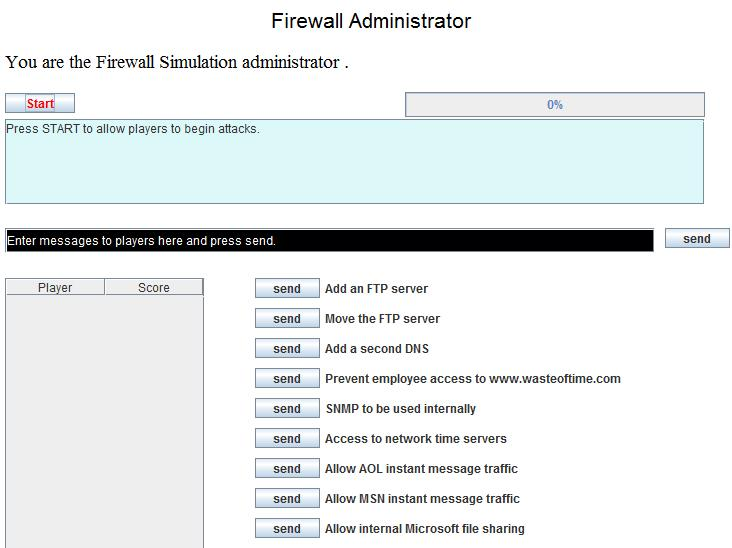 Firewall Administrator
You are the Firewall Simulation administrator .
Start
0%
Press START to allow players to begin attacks.
Enter messages to players here and press send.
send
Player Score
send Add an FTP server
send Move the FTP server
send Add a second DNS
send Prevent employee access to www.wasteoftime.com
send SNMP to be used internally
send Access to network time servers
send Allow AOL instant message traffic
send Allow MSN instant message traffic
send Allow internal Microsoft file sharing